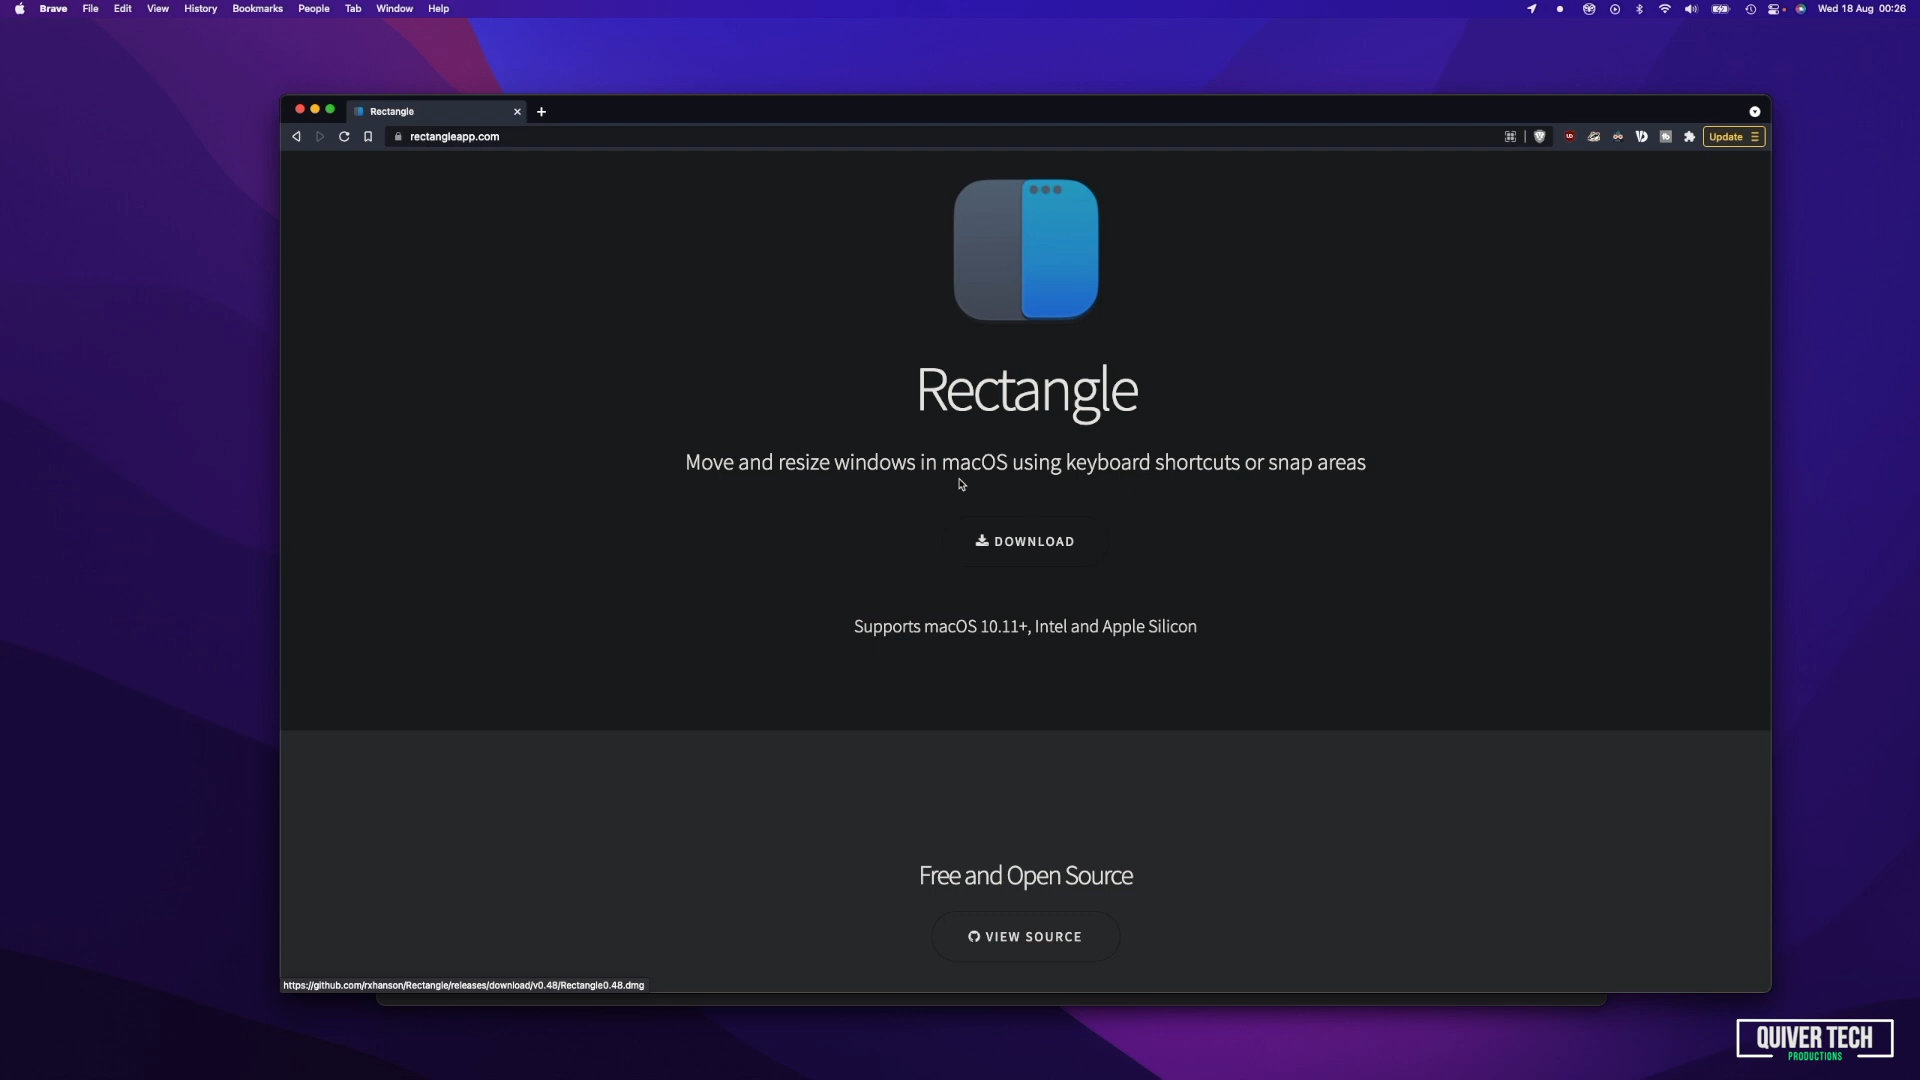 Brave File Edit View History Bookmarks People Tab Window Help
Wed 18 Aug 00:26
Rectangle
rectangleapp.com
Update
Rectangle
Move and resize windows in macOS using keyboard shortcuts or snap areas
DOWNLOAD
Supports macOS 10.11+, Intel and Apple Silicon
Free and Open Source
VIEW SOURCE
https://github.com/rxhanson/Rectangle/releases/download/v0.48/Rectangle0.48.dmg
QUIVER TECH
PRODUCTIONS